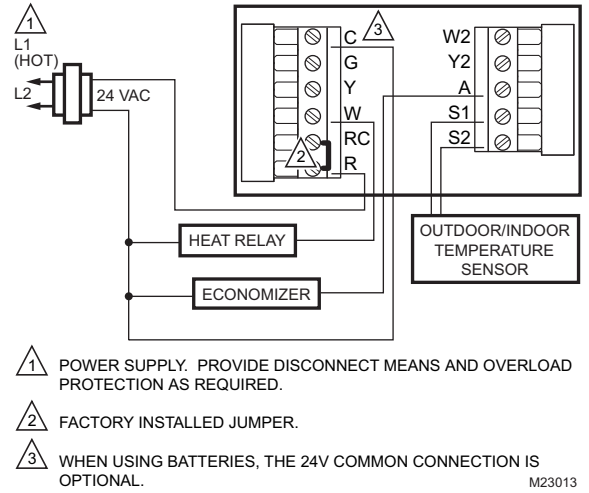 1
L1
(HOT)
L2
24 VAC
C
3
G
Y
W
RC
2
R
W2
Y2
A
S1
S2
HEAT RELAY
ECONOMIZER
OUTDOOR/INDOOR
TEMPERATURE
SENSOR
1 POWER SUPPLY. PROVIDE DISCONNECT MEANS AND OVERLOAD
PROTECTION AS REQUIRED.
2 FACTORY INSTALLED JUMPER.
3 WHEN USING BATTERIES, THE 24V COMMON CONNECTION IS
OPTIONAL.
M23013